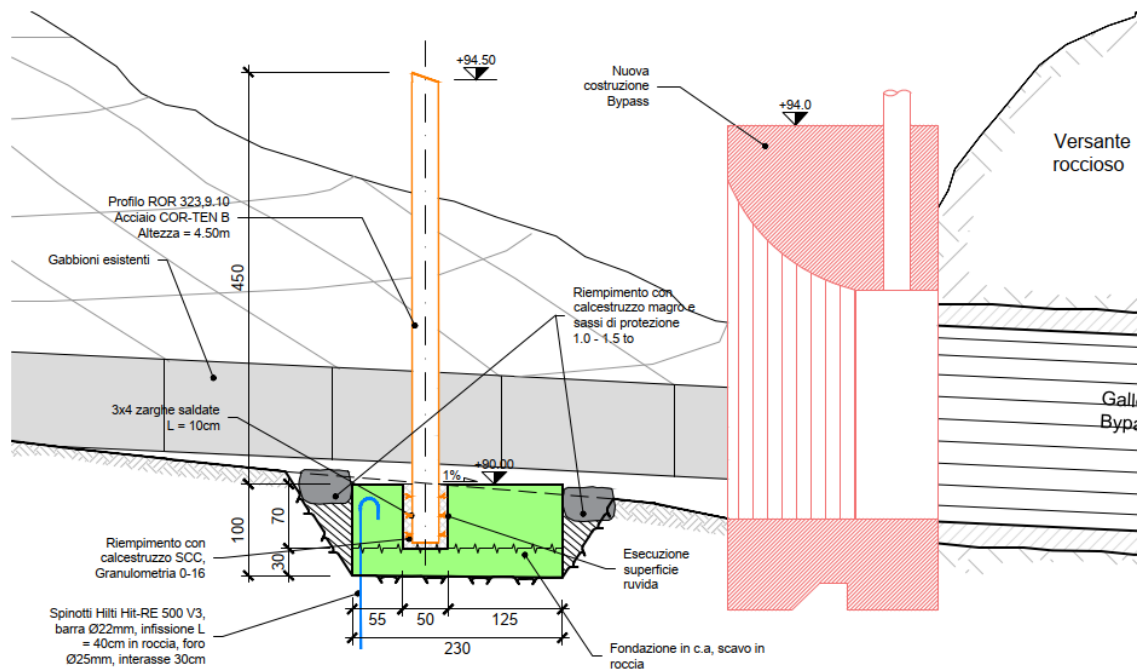 +94.50
Nuova
costruzione
Bypass
+94.0
Versante
roccioso
Profilo ROR 323,9.10
Acciaio COR-TEN B
Altezza = 4.50m
Gabbioni esistenti
450
Riempimento con
calcestruzzo magro e
sassi di protezione
1.0 - 1.5 to
3x4 zarghe saldate
L = 10cm
Gall
Bypa
1%
+90.00
100
70
30
Riempimento con
calcestruzzo SCC,
Granulometria 0-16
Esecuzione
superficie
ruvida
Spinotti Hilti Hit-RE 500 V3,
barra Ø22mm, infissione L
= 40cm in roccia, foro
Ø25mm, interasse 30cm
55
50
125
230
Fondazione in c.a, scavo in
roccia